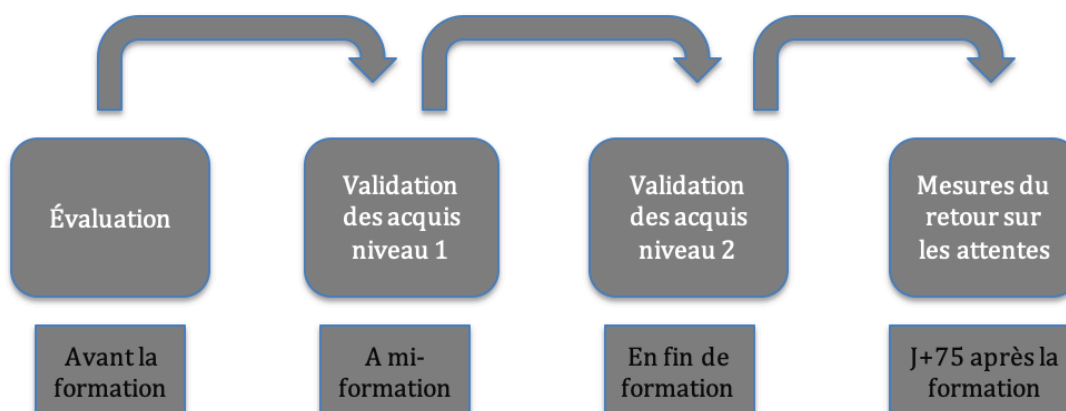 Évaluation
Validation
des acquis
niveau 1
Validation
des acquis
niveau 2
Mesures du
retour sur
les attentes
Avant la
formation
A mi-
formation
En fin de
formation
J+75 après la
formation